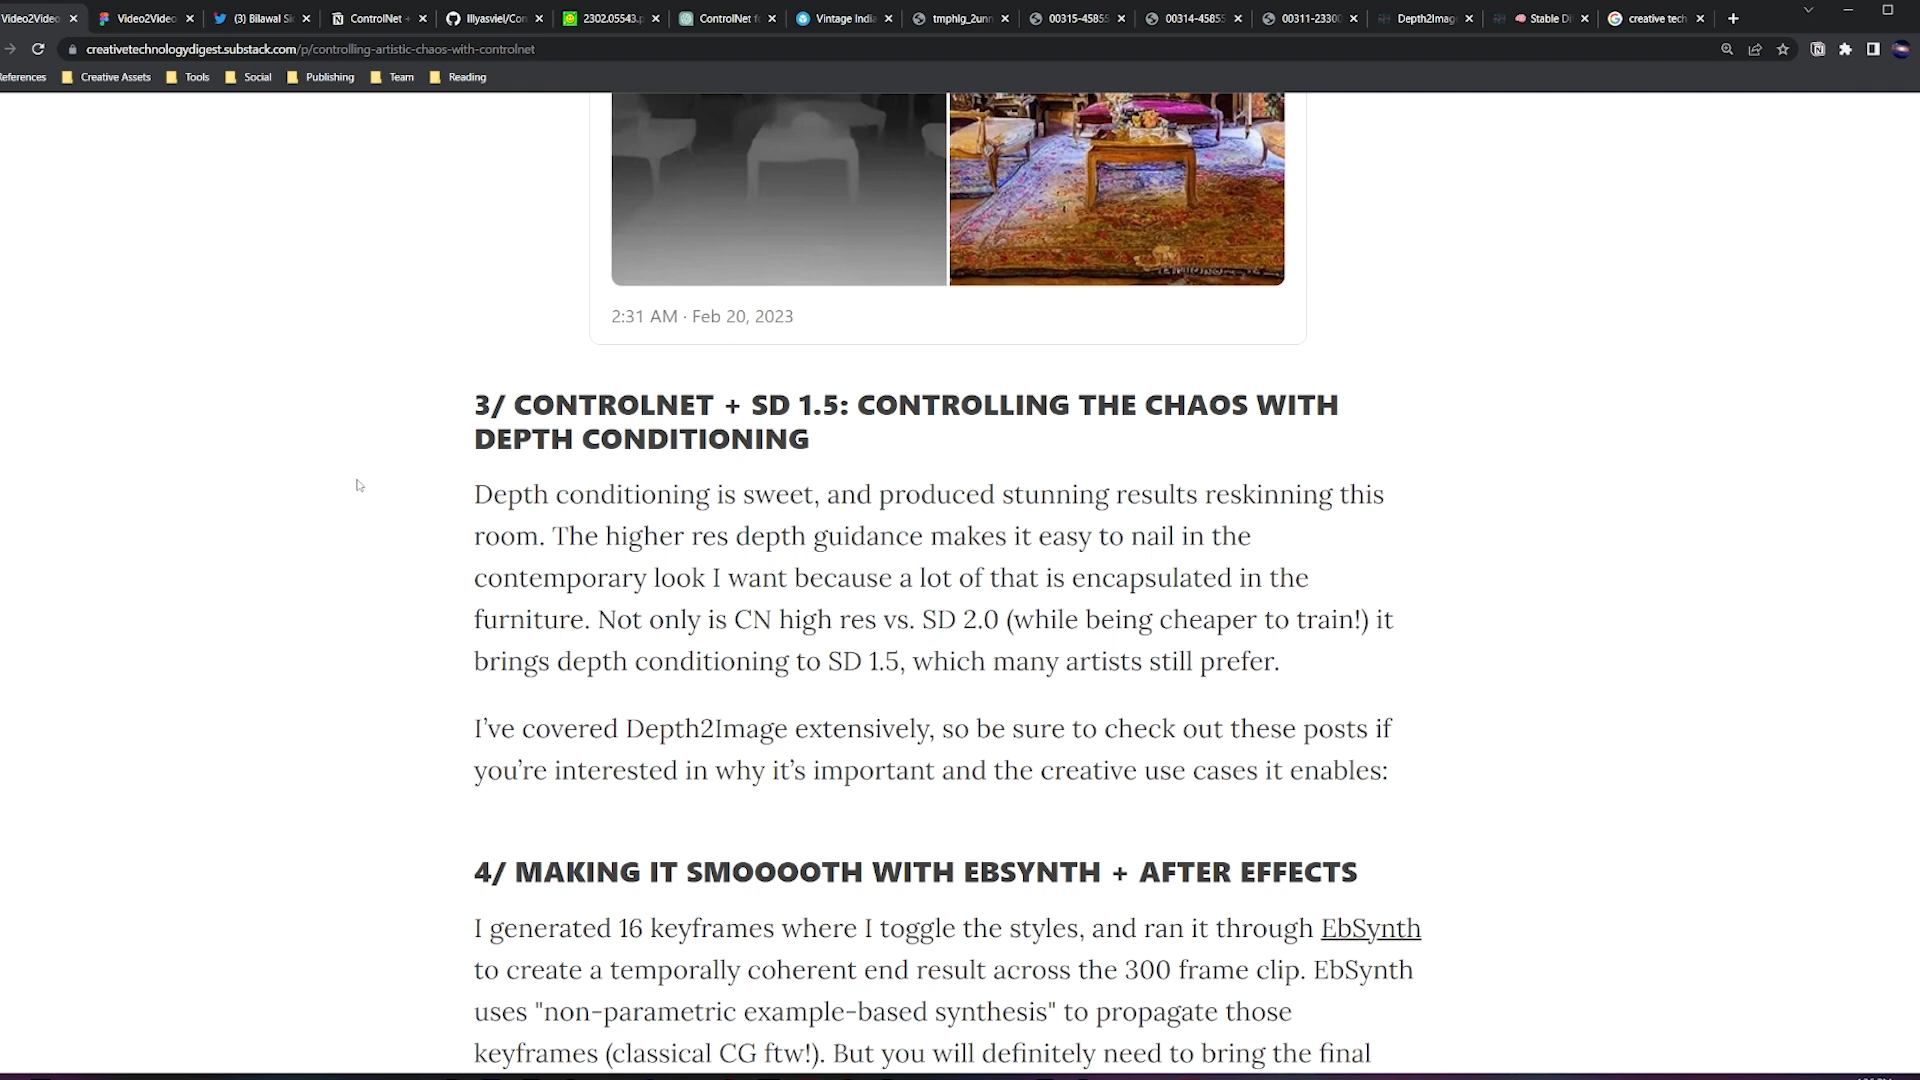 Video2Video
Video2Video
(3) Bilawal Si
ControlNet +
lllyasviel/Con
2302.05543.p
ControlNet f
Vintage India
tmphlg_2unn
00315-45855
00314-45855
00311-2330
Depth2Imag
Stable Di
creative tech
creativetechnologydigest.substack.com/p/controlling-artistic-chaos-with-controlnet
References
Creative Assets
Tools
Social
Publishing
Team
Reading
2:31 AM · Feb 20, 2023
3/ CONTROLNET + SD 1.5: CONTROLLING THE CHAOS WITH
DEPTH CONDITIONING
Depth conditioning is sweet, and produced stunning results reskinning this
room. The higher res depth guidance makes it easy to nail in the
contemporary look I want because a lot of that is encapsulated in the
furniture. Not only is CN high res vs. SD 2.0 (while being cheaper to train!) it
brings depth conditioning to SD 1.5, which many artists still prefer.
I’ve covered Depth2Image extensively, so be sure to check out these posts if
you’re interested in why it’s important and the creative use cases it enables:
4/ MAKING IT SMOOOOTH WITH EBSYNTH + AFTER EFFECTS
I generated 16 keyframes where I toggle the styles, and ran it through EbSynth
to create a temporally coherent end result across the 300 frame clip. EbSynth
uses "non-parametric example-based synthesis" to propagate those
keyframes (classical CG ftw!). But you will definitely need to bring the final